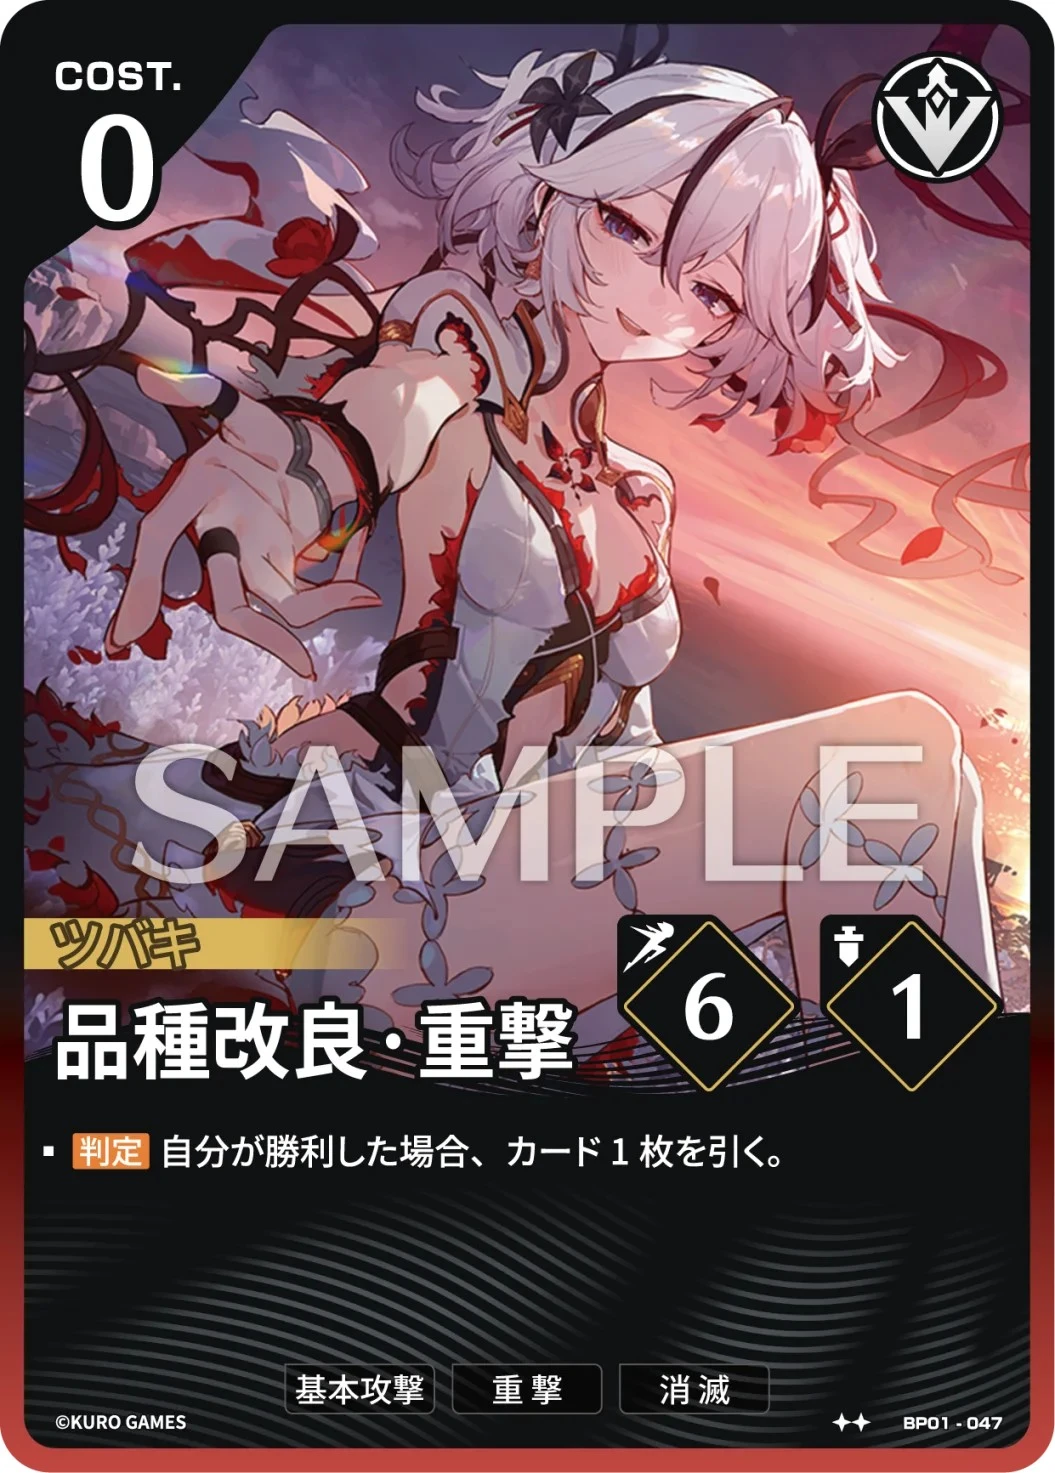 COST.
0
SAMPLE
ツバキ
6
1
品種改良·重撃
▪ 判定 自分が勝利した場合、カード1枚を引く。
基本攻撃 重撃 消滅
©KURO GAMES
BP01 - 047